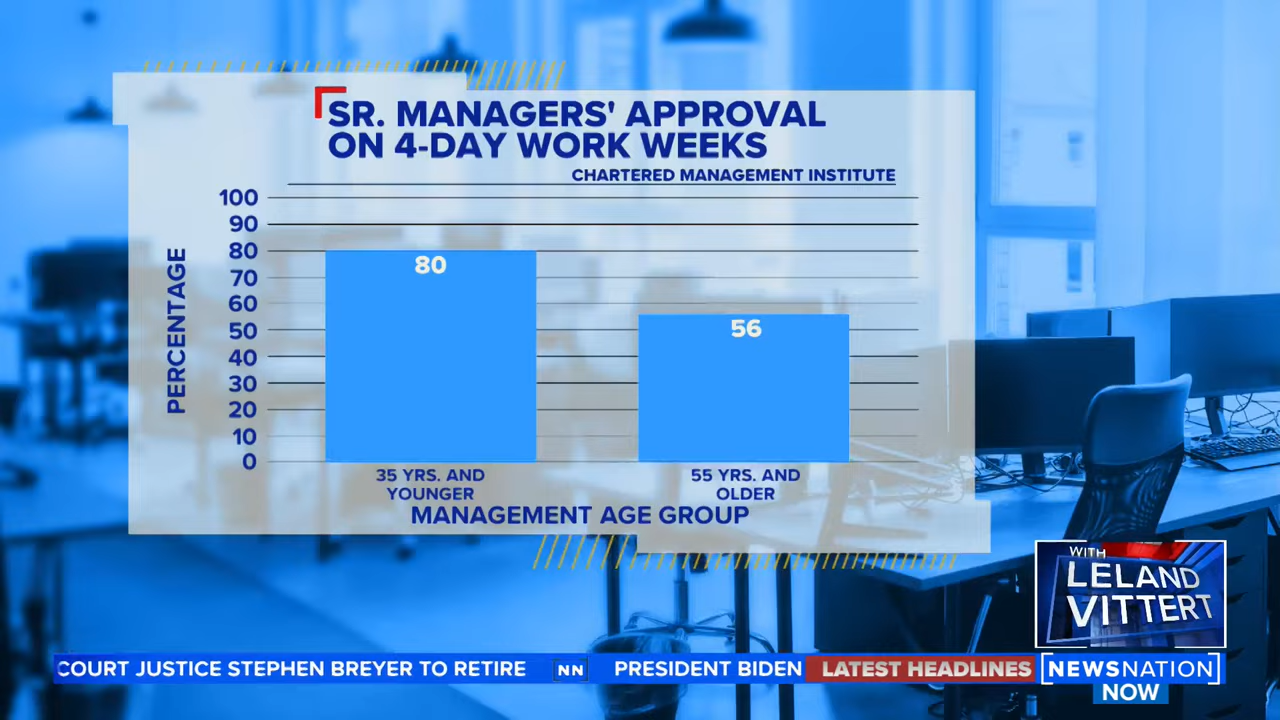 SR. MANAGERS' APPROVAL
ON 4-DAY WORK WEEKS
CHARTERED MANAGEMENT INSTITUTE
PERCENTAGE
100
90
80
70
60
50
40
30
20
10
0
80
56
35 YRS. AND
YOUNGER
55 YRS. AND
OLDER
MANAGEMENT AGE GROUP
WITH
LELAND
VITTERT
COURT JUSTICE STEPHEN BREYER TO RETIRE NN PRESIDENT BIDEN LATEST HEADLINES NEWSNATION
NOW